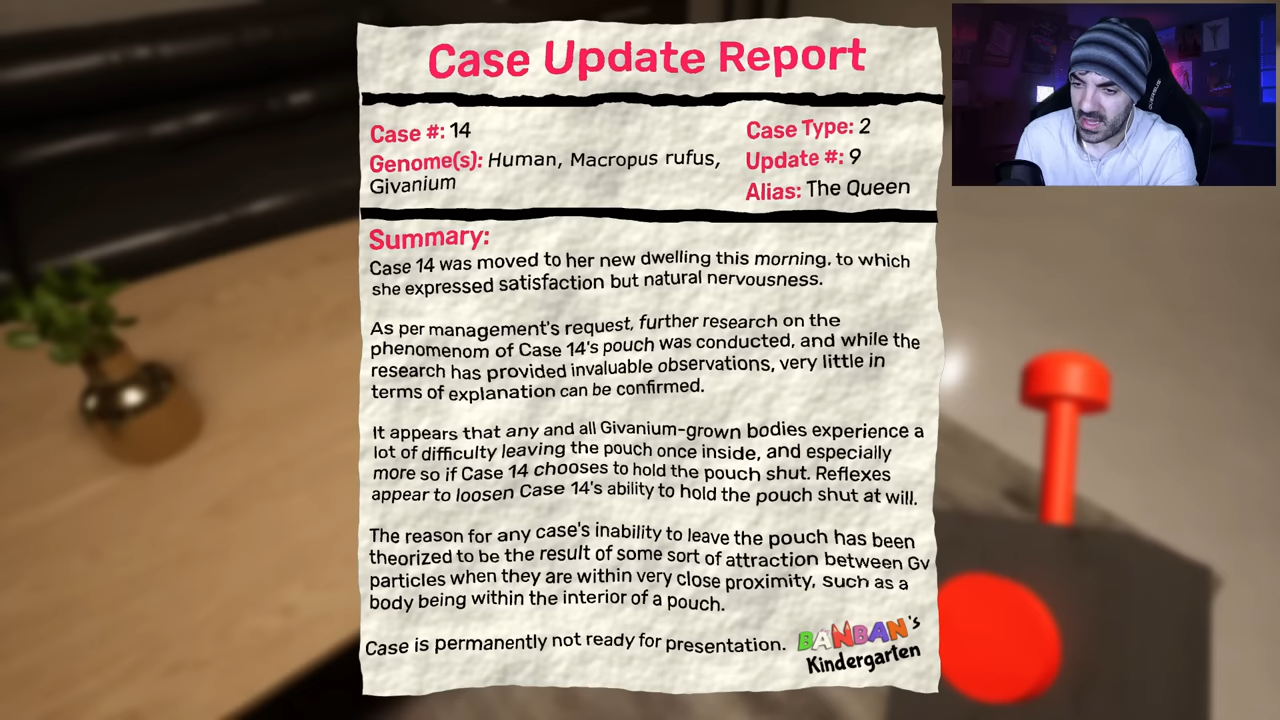 Case Update Report
Case #: 14
Case Type: 2
Genome(s): Human, Macropus rufus,
Givanium
Update #: 9
Alias: The Queen
Summary:
Case 14 was moved to her new dwelling this morning, to which
she expressed satisfaction but natural nervousness.
As per management's request, further research on the
phenomenom of Case 14's pouch was conducted, and while the
research has provided invaluable observations, very little in
terms of explanation can be confirmed.
It appears that any and all Givanium-grown bodies experience a
lot of difficulty leaving the pouch once inside, and especially
more so if Case 14 chooses to hold the pouch shut. Reflexes
appear to loosen Case 14's ability to hold the pouch shut at will.
The reason for any case's inability to leave the pouch has been
theorized to be the result of some sort of attraction between Gv
particles when they are within very close proximity, such as a
body being within the interior of a pouch.
Case is permanently not ready for presentation.
BANBAN's
Kindergarten